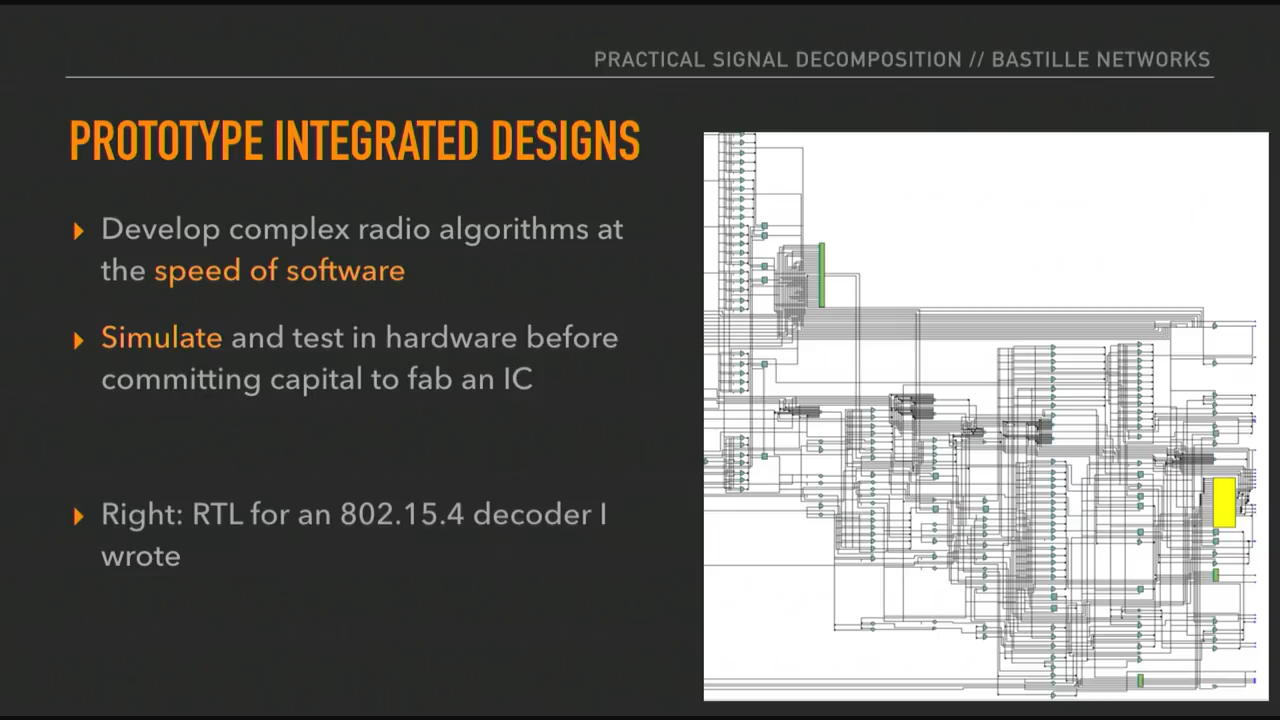 PRACTICAL SIGNAL DECOMPOSITION // BASTILLE NETWORKS
PROTOTYPE INTEGRATED DESIGNS
Develop complex radio algorithms at
the speed of software
Simulate and test in hardware before
committing capital to fab an IC
Right: RTL for an 802.15.4 decoder I
wrote